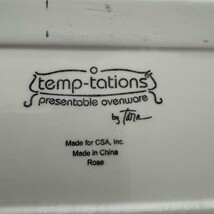 temp-tations®
presentable ovenware
by Tara
Made for CSA, Inc.
Made in China
Rose